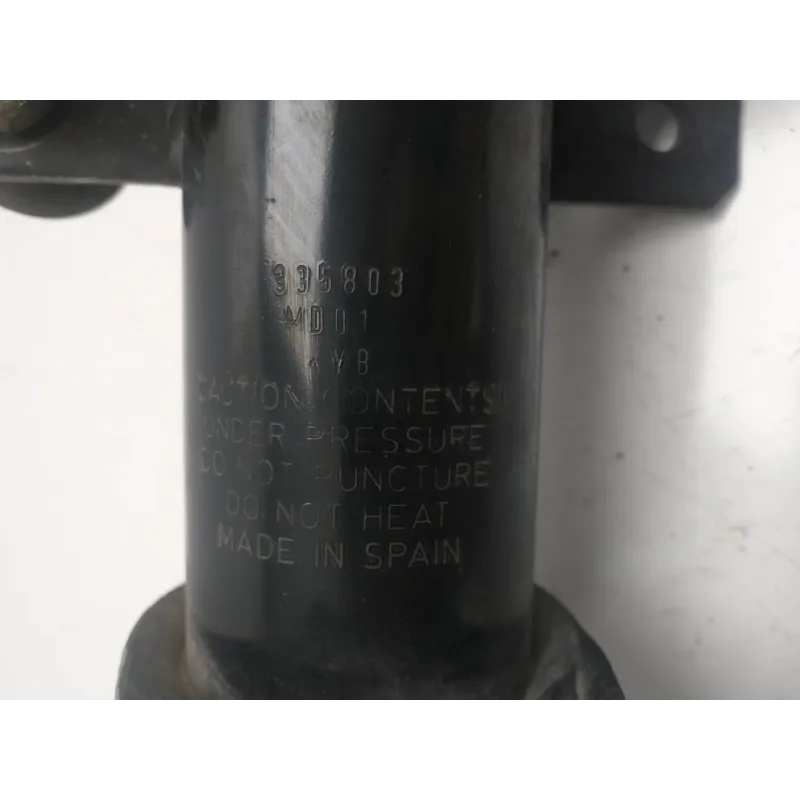 335803
MD01
KYB
CAUTION CONTENTS
UNDER PRESSURE
DO NOT PUNCTURE
DO NOT HEAT
MADE IN SPAIN